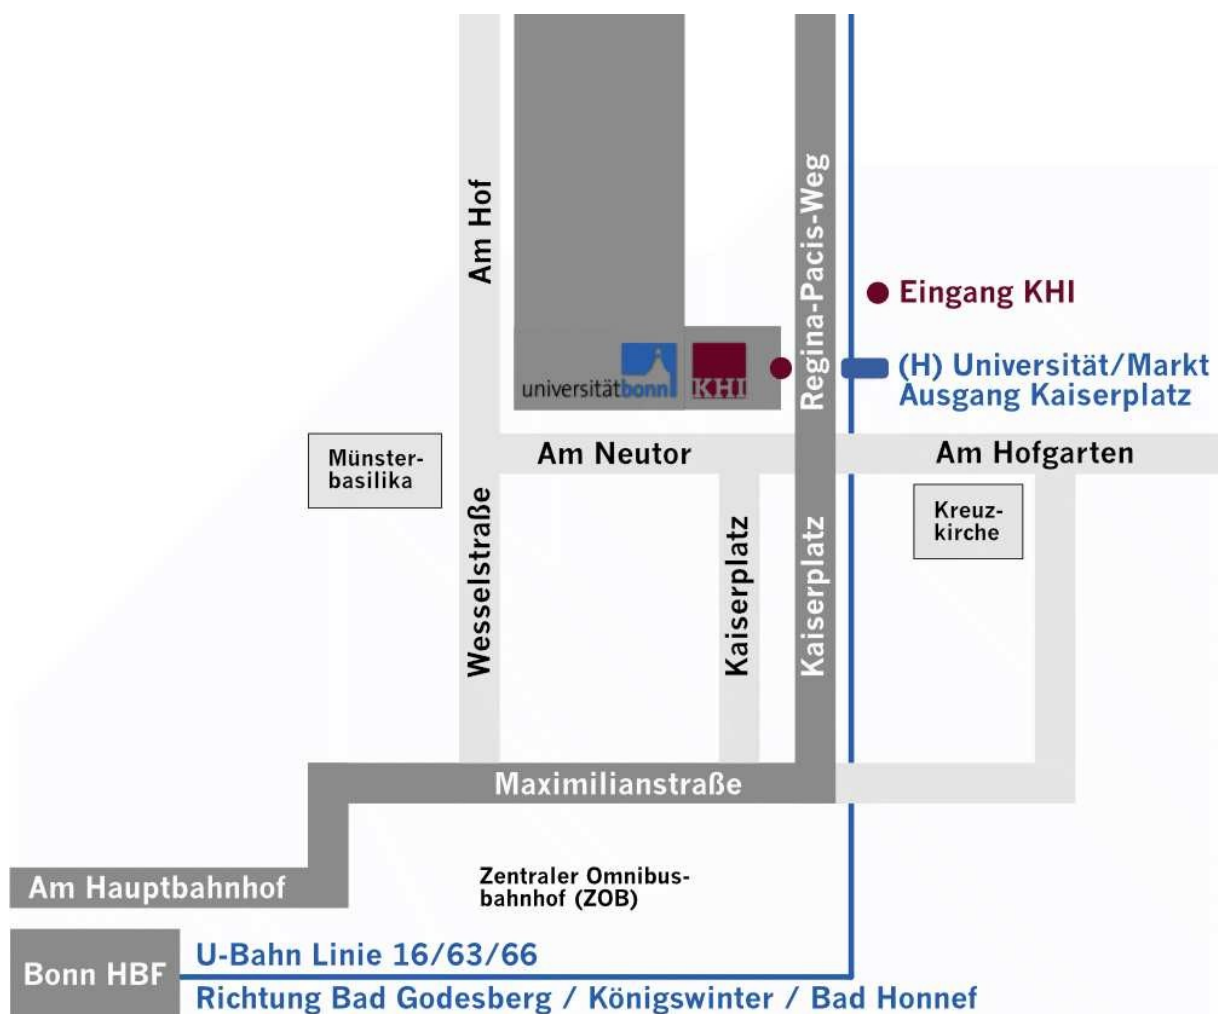 Am Hof
Regina-Pacis-Weg
Eingang KHI
universitätbonn
KHI
(H) Universität/Markt
Ausgang Kaiserplatz
Münster-
basilika
Am Neutor
Am Hofgarten
Kreuz-
kirche
Wesselstraße
Kaiserplatz
Kaiserplatz
Maximilianstraße
Am Hauptbahnhof
Zentraler Omnibus-
bahnhof (ZOB)
Bonn HBF
U-Bahn Linie 16/63/66
Richtung Bad Godesberg / Königswinter / Bad Honnef